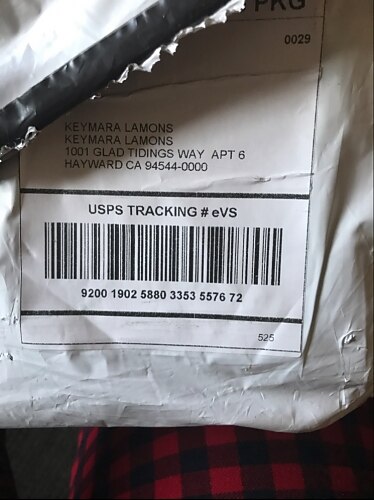 PKG
0029
KEYMARA LAMONS
KEYMARA LAMONS
1001 GLAD TIDINGS WAY APT 6
HAYWARD CA 94544-0000
USPS TRACKING # eVS
9200 1902 5880 3353 5576 72
525